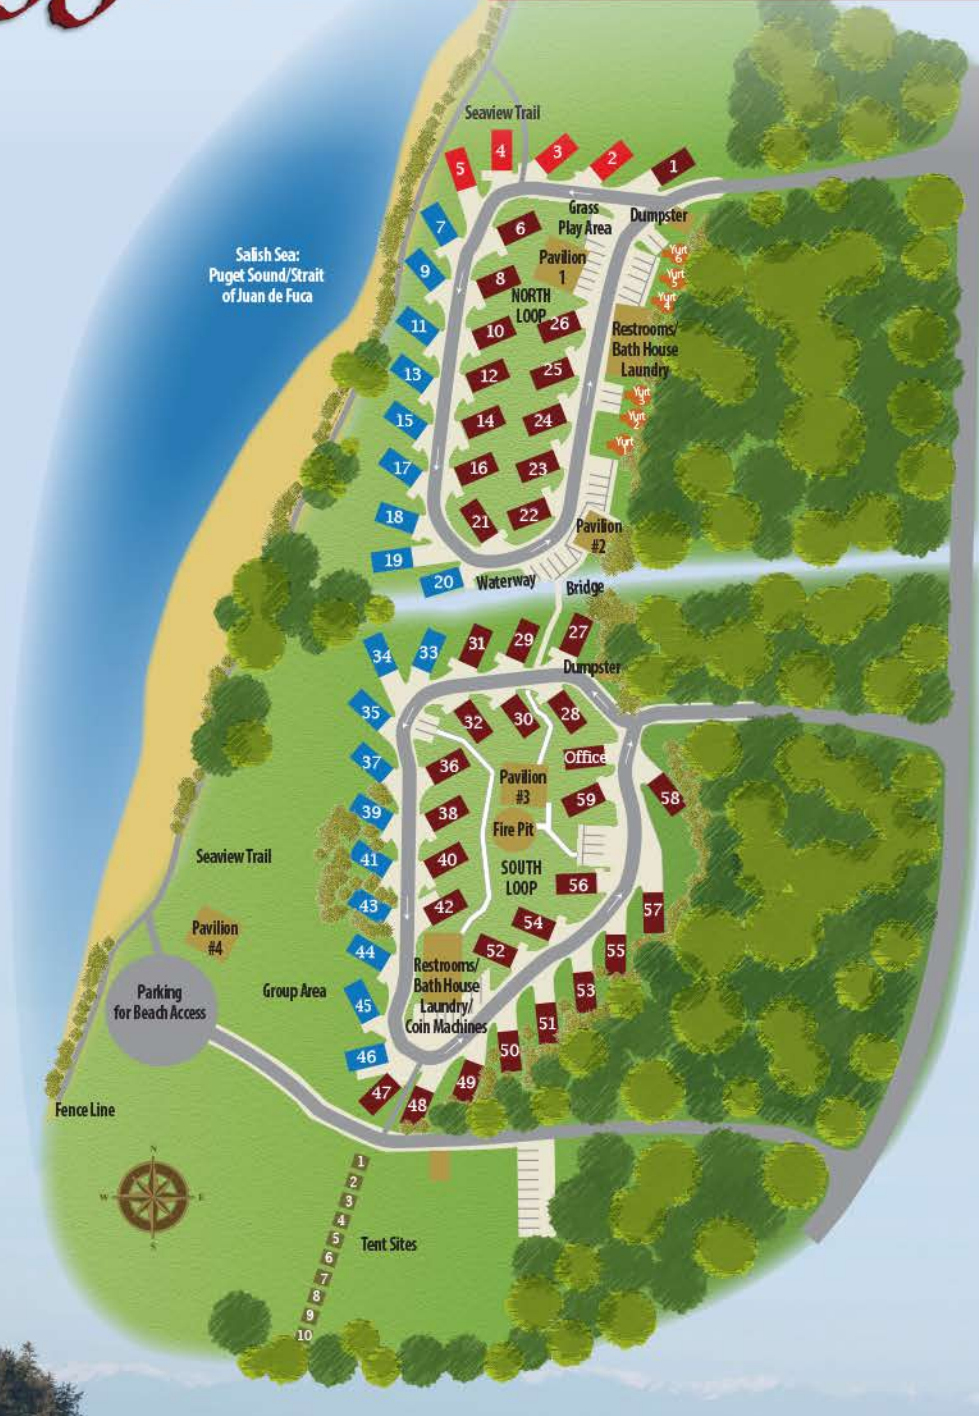 Seaview Trail
4
3
2
1
5
Grass
Play Area
Dumpster
7
6
Pavilion
1
Yurt
6
Yurt
5
Yurt
4
Salish Sea:
Puget Sound/Strait
of Juan de Fuca
9
8
NORTH
LOOP
11
10
26
Restrooms/
Bath House
Laundry
13
12
25
Yurt
3
Yurt
2
Yurt
1
15
14
24
17
16
23
18
21
22
Pavilion
#2
19
20
Waterway
Bridge
34
33
31
29
27
Dumpster
35
32
30
28
37
36
Office
Pavilion
#3
39
38
59
58
Fire Pit
Seaview Trail
41
40
SOUTH
LOOP
56
43
42
54
57
Pavilion
#4
44
52
55
Restrooms/
Bath House
Laundry/
Coin Machines
Parking
for Beach Access
Group Area
45
53
51
46
50
47
48
49
Fence Line
N
W
E
S
1
2
3
4
5
6
7
8
9
10
Tent Sites